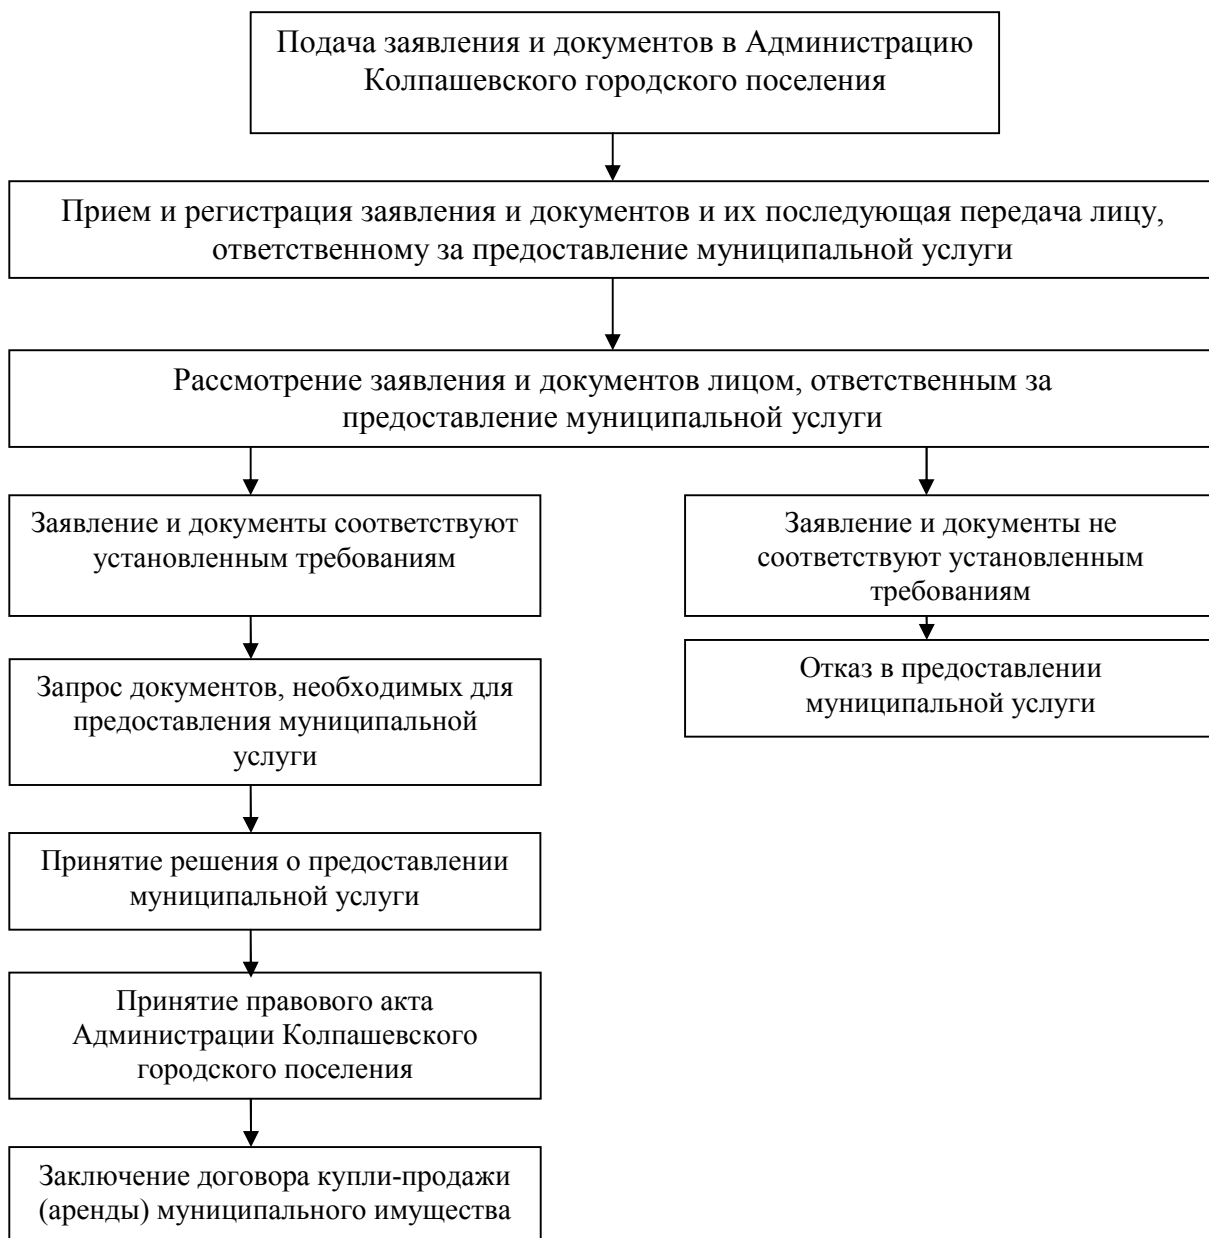 Подача заявления и документов в Администрацию
Колпашевского городского поселения
Прием и регистрация заявления и документов и их последующая передача лицу,
ответственному за предоставление муниципальной услуги
Рассмотрение заявления и документов лицом, ответственным за
предоставление муниципальной услуги
Заявление и документы соответствуют
установленным требованиям
Заявление и документы не
соответствуют установленным
требованиям
Запрос документов, необходимых для
предоставления муниципальной
услуги
Отказ в предоставлении
муниципальной услуги
Принятие решения о предоставлении
муниципальной услуги
Принятие правового акта
Администрации Колпашевского
городского поселения
Заключение договора купли-продажи
(аренды) муниципального имущества